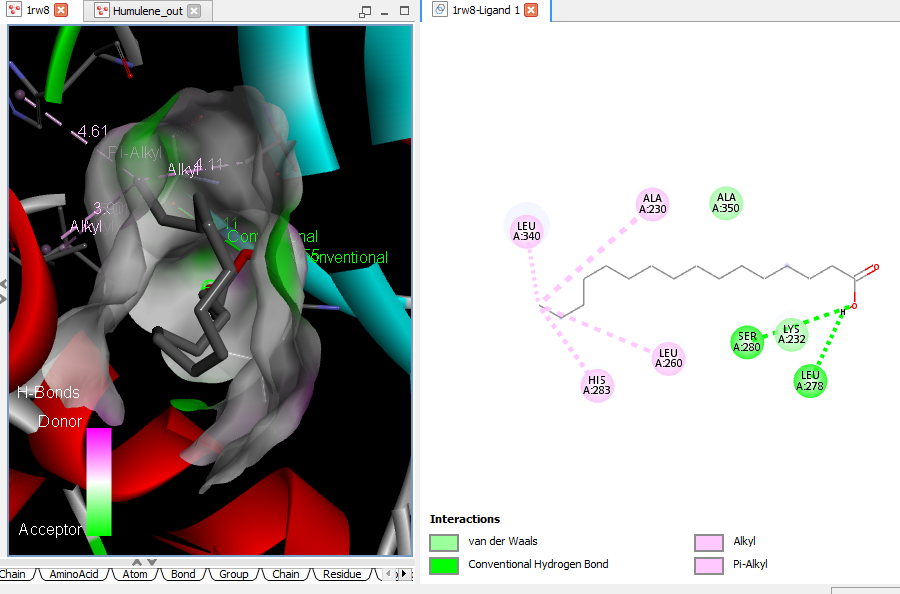 1rw8
Humulene_out
1rw8-Ligand 1
4.61
Pi-Alkyl
Alkyl
4.11
Alkyl
Conventional
H-Bonds
Donor
Acceptor
Chain
AminoAcid
Atom
Bond
Group
Chain
Residue
LEU
A:340
ALA
A:230
ALA
A:350
O
O
H
SER
A:280
LYS
A:232
LEU
A:278
LEU
A:260
HIS
A:283
Interactions
van der Waals
Conventional Hydrogen Bond
Alkyl
Pi-Alkyl